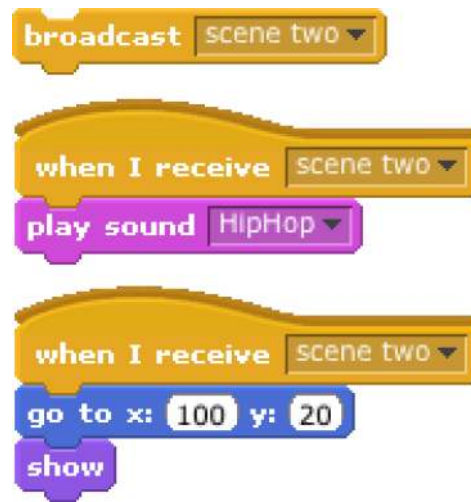 broadcast scene two
when I receive scene two
play sound HipHop
when I receive scene two
go to x: 100 y: 20
show